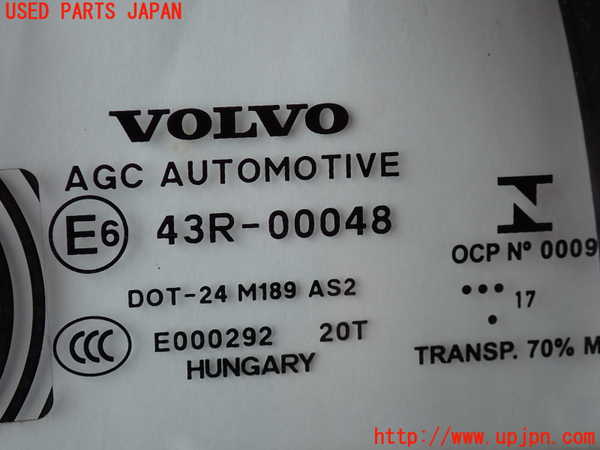 USED PARTS JAPAN
VOLVO
AGC AUTOMOTIVE
E6 43R-00048
OCP Nº 0009
DOT-24 M189 AS2
••• 17
•
CCC E000292 20T
TRANSP. 70% M
HUNGARY
http://www.upjpn.com